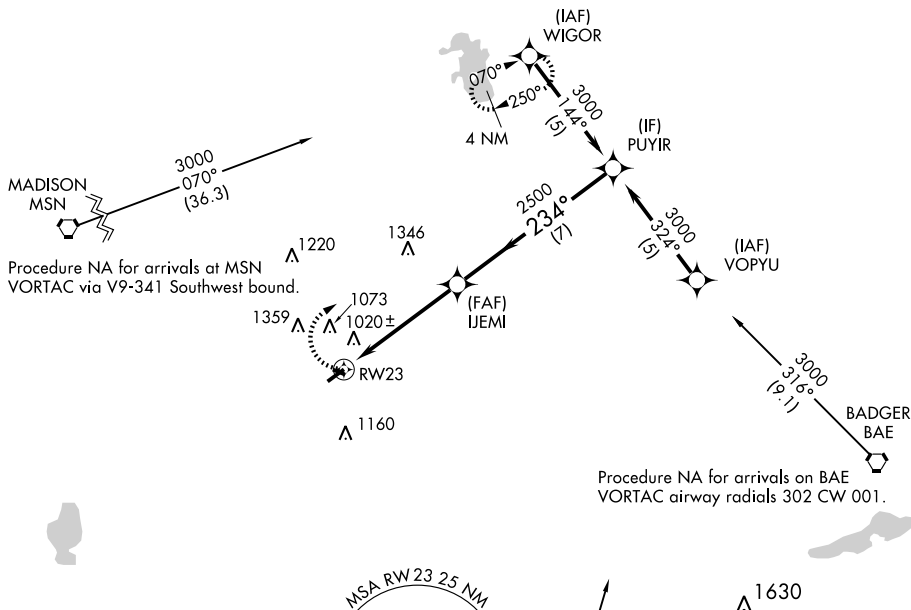 (IAF)
WIGOR
070°
250°
4 NM
3000
144°
(5)
(IF)
PUYIR
3000
070°
(36.3)
MADISON
MSN
Procedure NA for arrivals at MSN
VORTAC via V9-341 Southwest bound.
2500
234°
(7)
3000
324°
(5)
(IAF)
VOPYU
1220
1346
(FAF)
IJEMI
1073
1359
1020±
RW23
1160
3000
316°
(9.1)
BADGER
BAE
Procedure NA for arrivals on BAE
VORTAC airway radials 302 CW 001.
MSA RW23 25 NM
1630